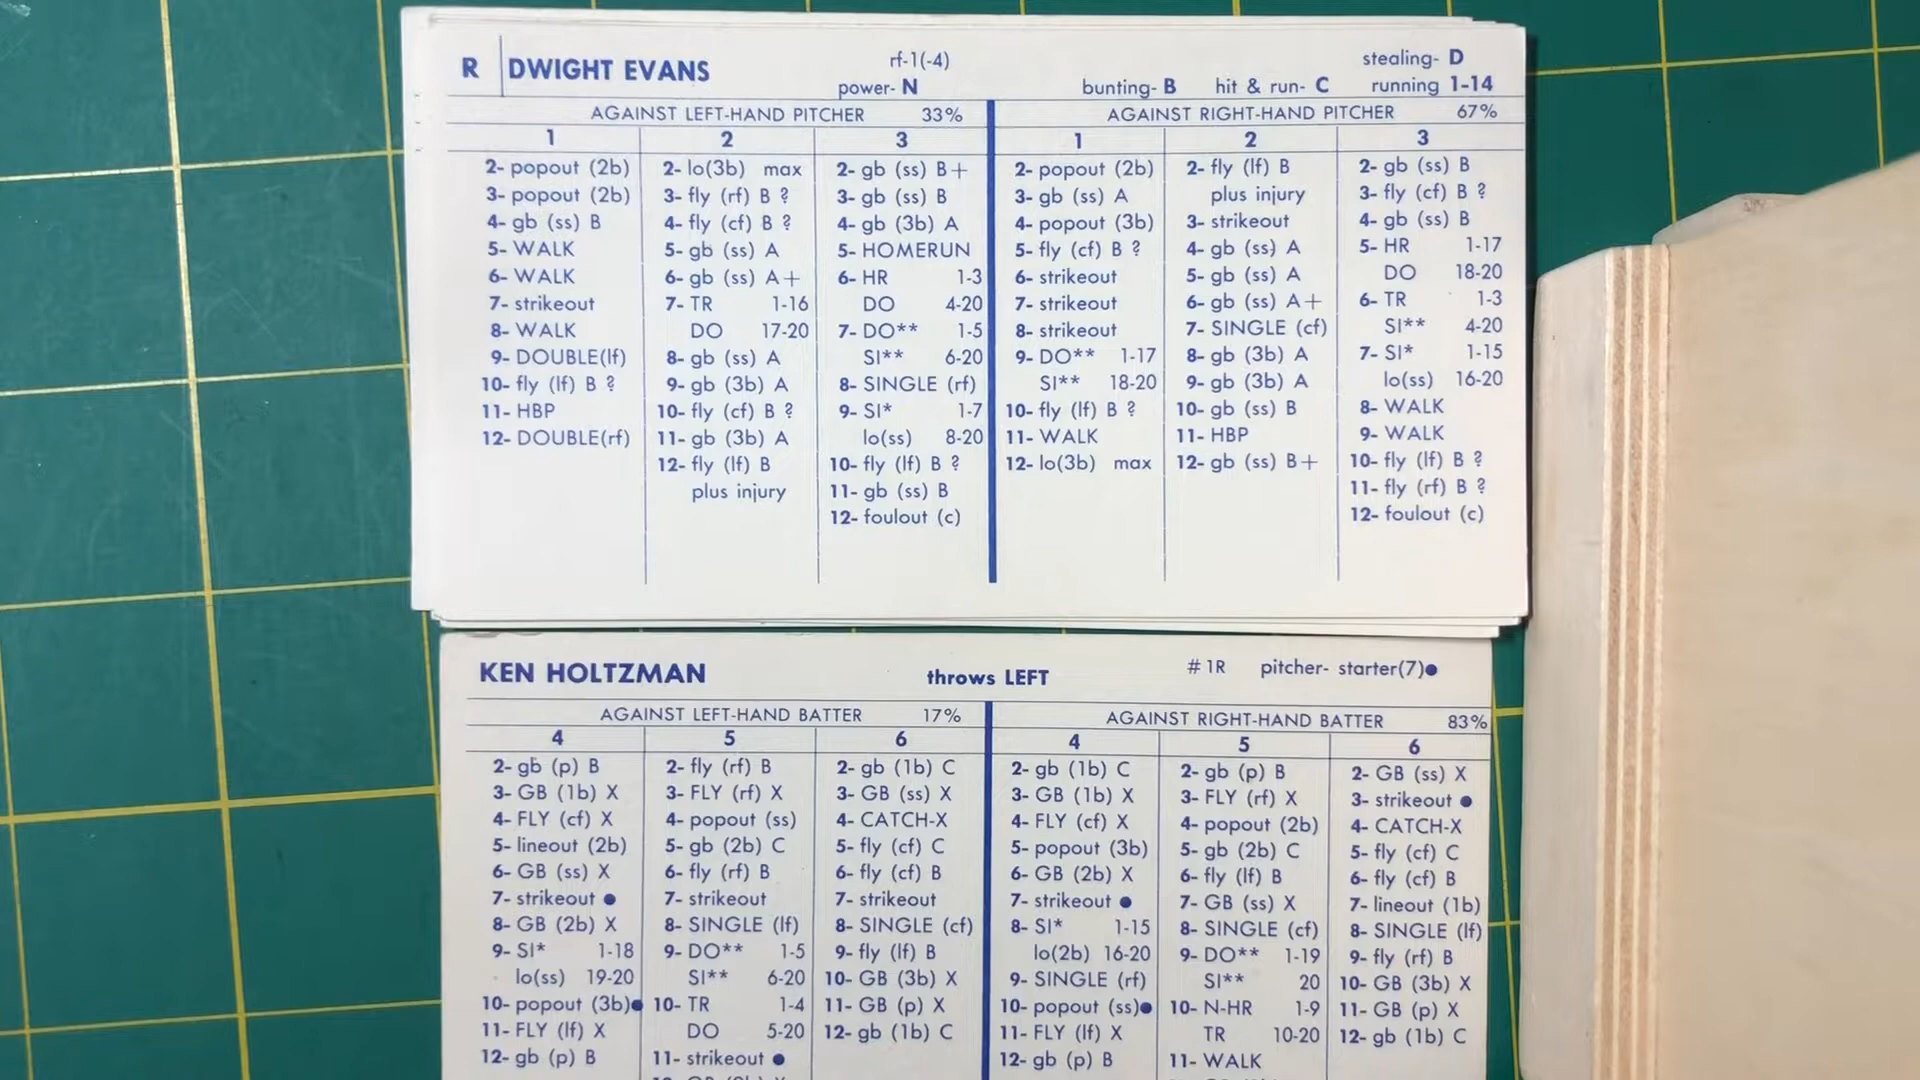 R DWIGHT EVANS rf-1(-4) stealing- D
power- N bunting- B hit & run- C running 1-14
AGAINST LEFT-HAND PITCHER 33%
1 2 3
2- popout (2b)
3- popout (2b)
4- gb (ss) B
5- WALK
6- WALK
7- strikeout
8- WALK
9- DOUBLE(lf)
10- fly (lf) B ?
11- HBP
12- DOUBLE(rf)
2- lo(3b) max
3- fly (rf) B ?
4- fly (cf) B ?
5- gb (ss) A
6- gb (ss) A+
7- TR 1-16
DO 17-20
8- gb (ss) A
9- gb (3b) A
10- fly (cf) B ?
11- gb (3b) A
12- fly (lf) B
plus injury
2- gb (ss) B+
3- gb (ss) B
4- gb (3b) A
5- HOMERUN
6- HR 1-3
DO 4-20
7- DO** 1-5
SI** 6-20
8- SINGLE (rf)
9- SI* 1-7
lo(ss) 8-20
10- fly (lf) B ?
11- gb (ss) B
12- foulout (c)
AGAINST RIGHT-HAND PITCHER 67%
1 2 3
2- popout (2b)
3- gb (ss) A
4- popout (3b)
5- fly (cf) B ?
6- strikeout
7- strikeout
8- strikeout
9- DO** 1-17
SI** 18-20
10- fly (lf) B ?
11- WALK
12- lo(3b) max
2- fly (lf) B
plus injury
3- strikeout
4- gb (ss) A
5- gb (ss) A
6- gb (ss) A+
7- SINGLE (cf)
8- gb (3b) A
9- gb (3b) A
10- gb (ss) B
11- HBP
12- gb (ss) B+
2- gb (ss) B
3- fly (cf) B ?
4- gb (ss) B
5- HR 1-17
DO 18-20
6- TR 1-3
SI** 4-20
7- SI* 1-15
lo(ss) 16-20
8- WALK
9- WALK
10- fly (lf) B ?
11- fly (rf) B ?
12- foulout (c)
KEN HOLTZMAN throws LEFT #1R pitcher- starter(7)●
AGAINST LEFT-HAND BATTER 17%
4 5 6
2- gb (p) B
3- GB (1b) X
4- FLY (cf) X
5- lineout (2b)
6- GB (ss) X
7- strikeout ●
8- GB (2b) X
9- SI* 1-18
lo(ss) 19-20
10- popout (3b)●
11- FLY (lf) X
12- gb (p) B
2- fly (rf) B
3- FLY (rf) X
4- popout (ss)
5- gb (2b) C
6- fly (rf) B
7- strikeout
8- SINGLE (lf)
9- DO** 1-5
SI** 6-20
10- TR 1-4
DO 5-20
11- strikeout ●
2- gb (1b) C
3- GB (ss) X
4- CATCH-X
5- fly (cf) C
6- fly (cf) B
7- strikeout
8- SINGLE (cf)
9- fly (lf) B
10- GB (3b) X
11- GB (p) X
12- gb (1b) C
AGAINST RIGHT-HAND BATTER 83%
4 5 6
2- gb (1b) C
3- GB (1b) X
4- FLY (cf) X
5- popout (3b)
6- GB (2b) X
7- strikeout ●
8- SI* 1-15
lo(2b) 16-20
9- SINGLE (rf)
10- popout (ss)●
11- FLY (lf) X
12- gb (p) B
2- gb (p) B
3- FLY (rf) X
4- popout (2b)
5- gb (2b) C
6- fly (lf) B
7- GB (ss) X
8- SINGLE (cf)
9- DO** 1-19
SI** 20
10- N-HR 1-9
TR 10-20
11- WALK
2- GB (ss) X
3- strikeout ●
4- CATCH-X
5- fly (cf) C
6- fly (cf) B
7- lineout (1b)
8- SINGLE (lf)
9- fly (rf) B
10- GB (3b) X
11- GB (p) X
12- gb (1b) C